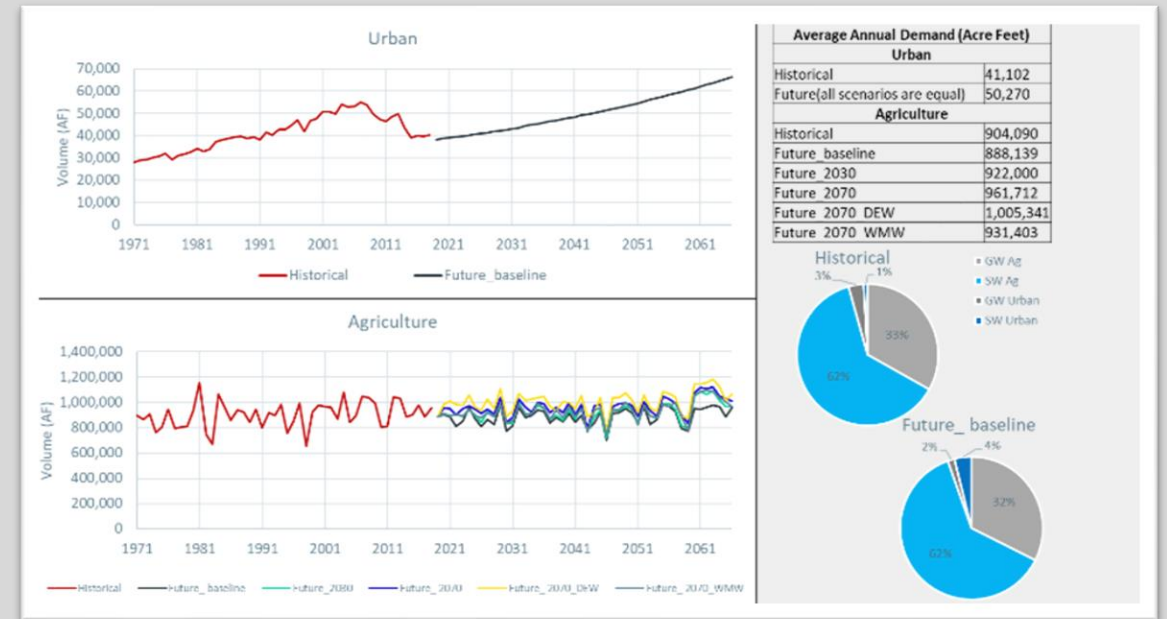 Urban
70,000
60,000
50,000
40,000
30,000
20,000
10,000
0
Volume (AF)
1971 1981 1991 2001 2011 2021 2031 2041 2051 2061
Historical Future_baseline
Agriculture
1,400,000
1,200,000
1,000,000
800,000
600,000
400,000
200,000
0
Volume (AF)
1971 1981 1991 2001 2011 2021 2031 2041 2051 2061
Historical Future_baseline Future_2030 Future_2070 Future_2070_DEW Future_2070_WMW
Average Annual Demand (Acre Feet)
Urban
Historical 41,102
Future(all scenarios are equal) 50,270
Agriculture
Historical 904,090
Future_baseline 888,139
Future_2030 922,000
Future_2070 961,712
Future_2070_DEW 1,005,341
Future_2070_WMW 931,403
Historical
3% 1%
33%
62%
GW Ag
SW Ag
GW Urban
SW Urban
Future_ baseline
2% 4%
32%
62%